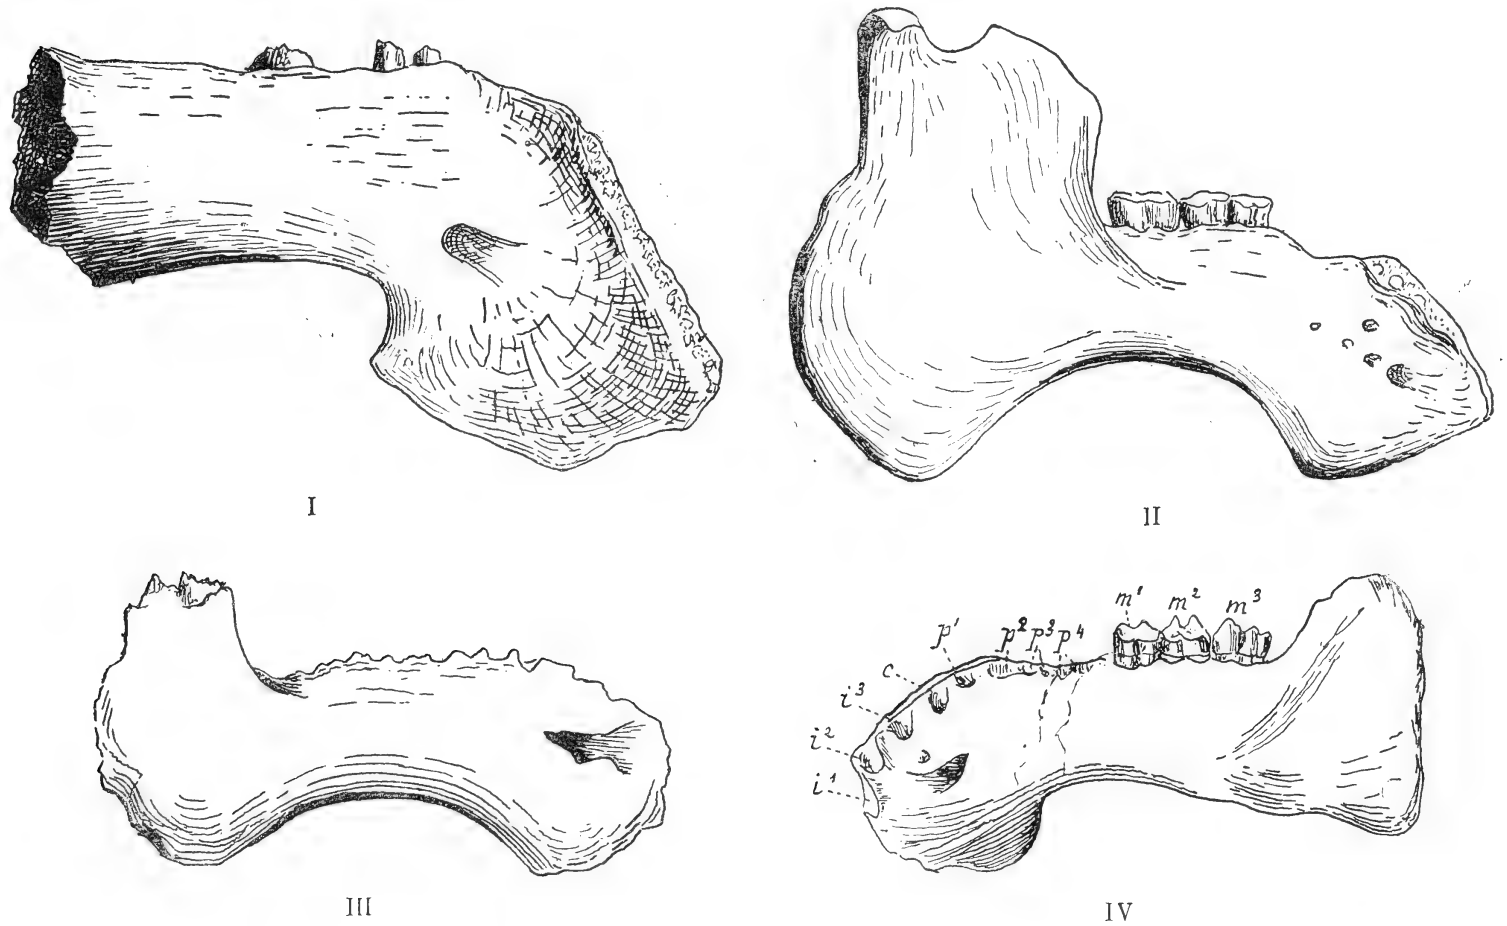 I
II
m¹ m² m³
p¹ p² p³ p⁴
c
i³
i²
i¹
III
IV